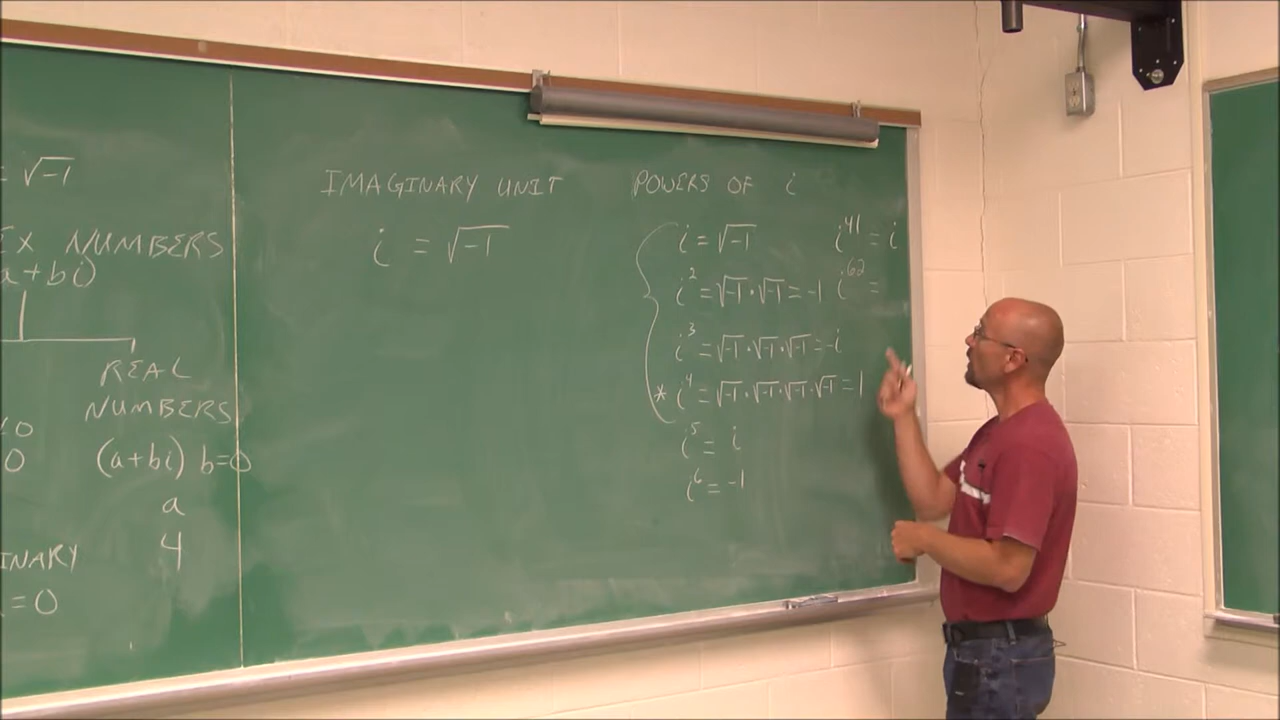 = √-1
EX NUMBERS
(a+bi)
REAL
NUMBERS
≤0
0
(a+bi) b=0
a
4
INARY
=0
IMAGINARY UNIT
i = √-1
POWERS OF i
i = √-1
i² = √-1·√-1 = -1
i³ = √-1·√-1·√-1 = -i
* i⁴ = √-1·√-1·√-1·√-1 = 1
i⁵ = i
i⁶ = -1
i⁴¹ = i
i⁶² =